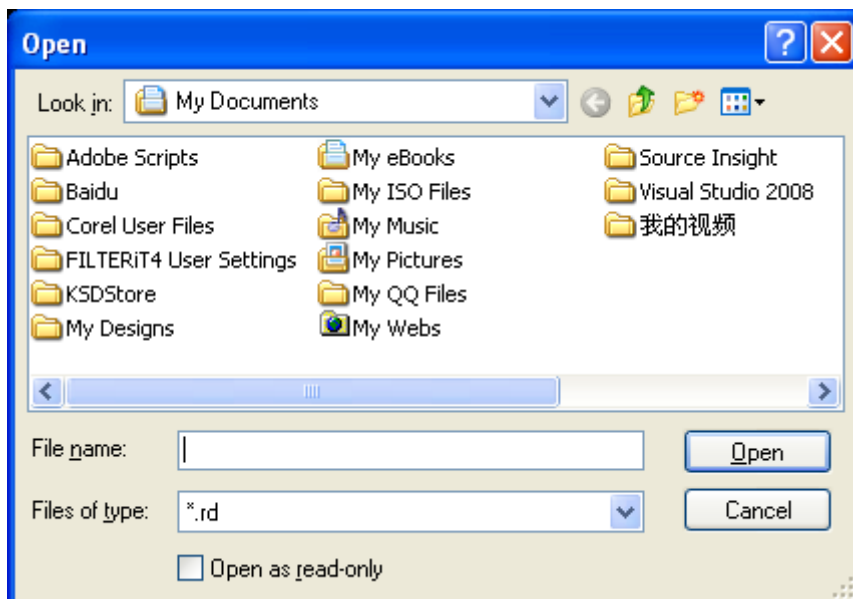 Open
Look in: My Documents
Adobe Scripts
Baidu
Corel User Files
FILTERiT4 User Settings
KSDStore
My Designs
My eBooks
My ISO Files
My Music
My Pictures
My QQ Files
My Webs
Source Insight
Visual Studio 2008
我的视频
File name:
Open
Files of type: *.rd
Cancel
Open as read-only